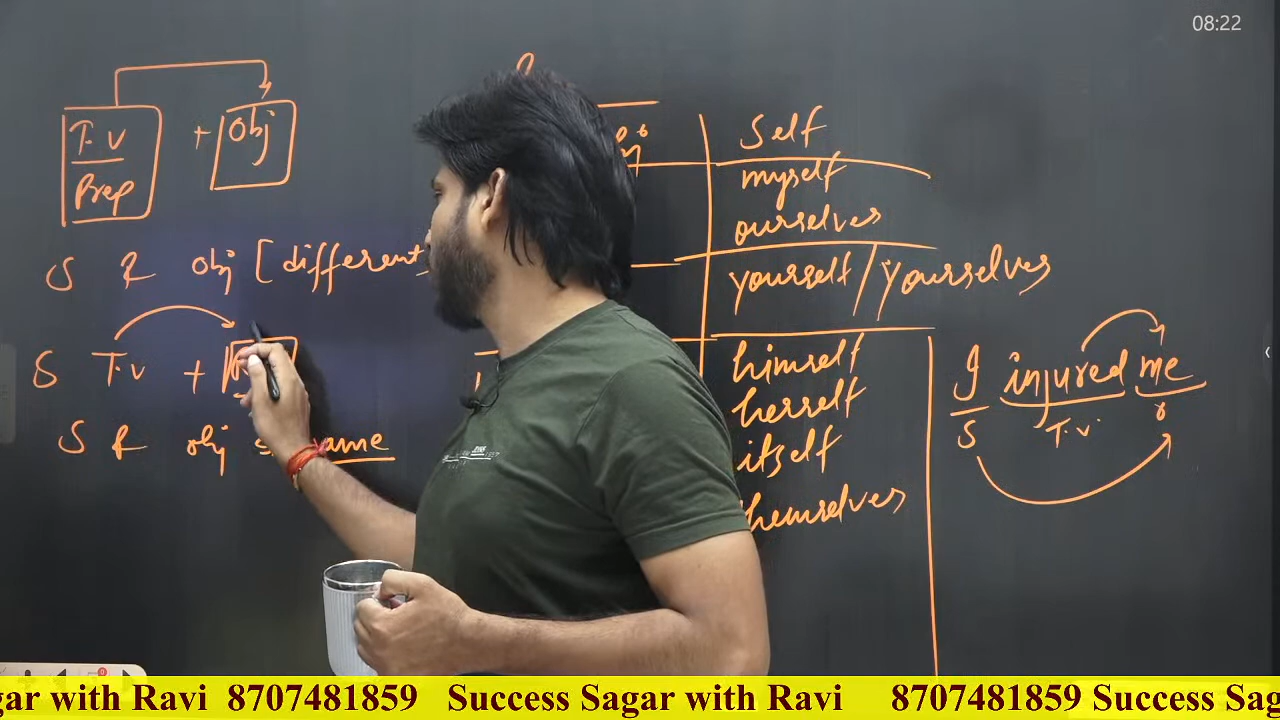 08:22
T.V + Obj
Prep
S & obj [different
S T.V +
S & obj same
Self
myself
ourselves
yourself/yourselves
himself
herself
itself
themselves
I injured me
S T.V. o
gar with Ravi 8707481859 Success Sagar with Ravi 8707481859 Success Sag